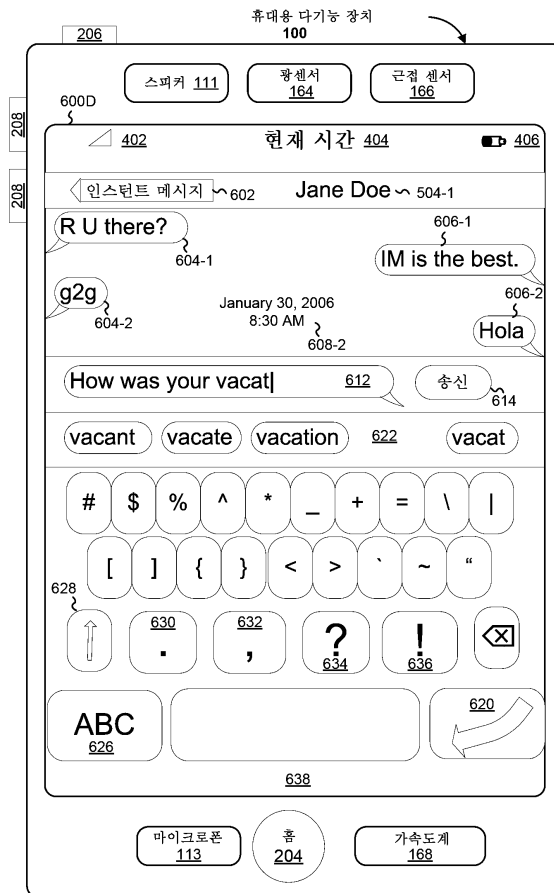 휴대용 다기능 장치
100
206
스피커 111
광센서
164
근접 센서
166
600D
208
208
402
현재 시간 404
406
인스턴트 메시지
602
Jane Doe
504-1
R U there?
604-1
606-1
IM is the best.
g2g
604-2
January 30, 2006
8:30 AM
608-2
606-2
Hola
How was your vacat
612
송신
614
vacant vacate vacation 622 vacat
# $ % ^ * _ + = \ |
[ ] { } < > ` ~ “
628
630 632
. , ? !
634 636
ABC
626
620
638
마이크로폰
113
홈
204
가속도계
168